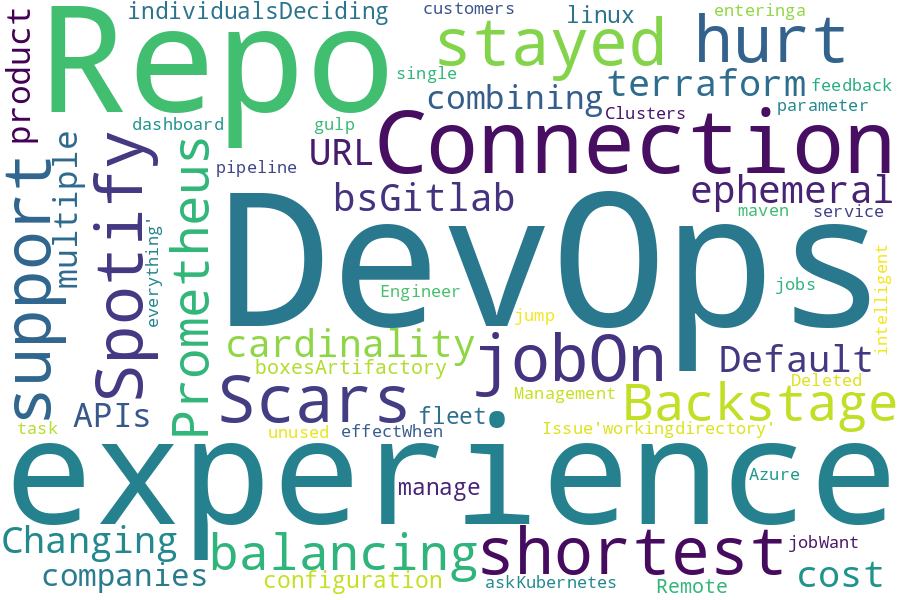 individualsDeciding
customers
linux
enteringa
product
Repo
stayed
hurt
single
terraform
feedback
combining
parameter
Clusters
dashboard
gulp
Connection
multiple
Spotify
URL
pipeline
support
Prometheus
bsGitlab
ephemeral
maven
service
everything'
DevOps
intelligent
Engineer
jobs
jump
cardinality
jobOn
Default
boxesArtifactory
Scars
Management
Deleted
Backstage
APIs
fleet
task
unused
effectWhen
Issue'workingdirectory'
experience
manage
Azure
Changing
balancing
shortest
jobWant
companies
configuration
askKubernetes
Remote
cost